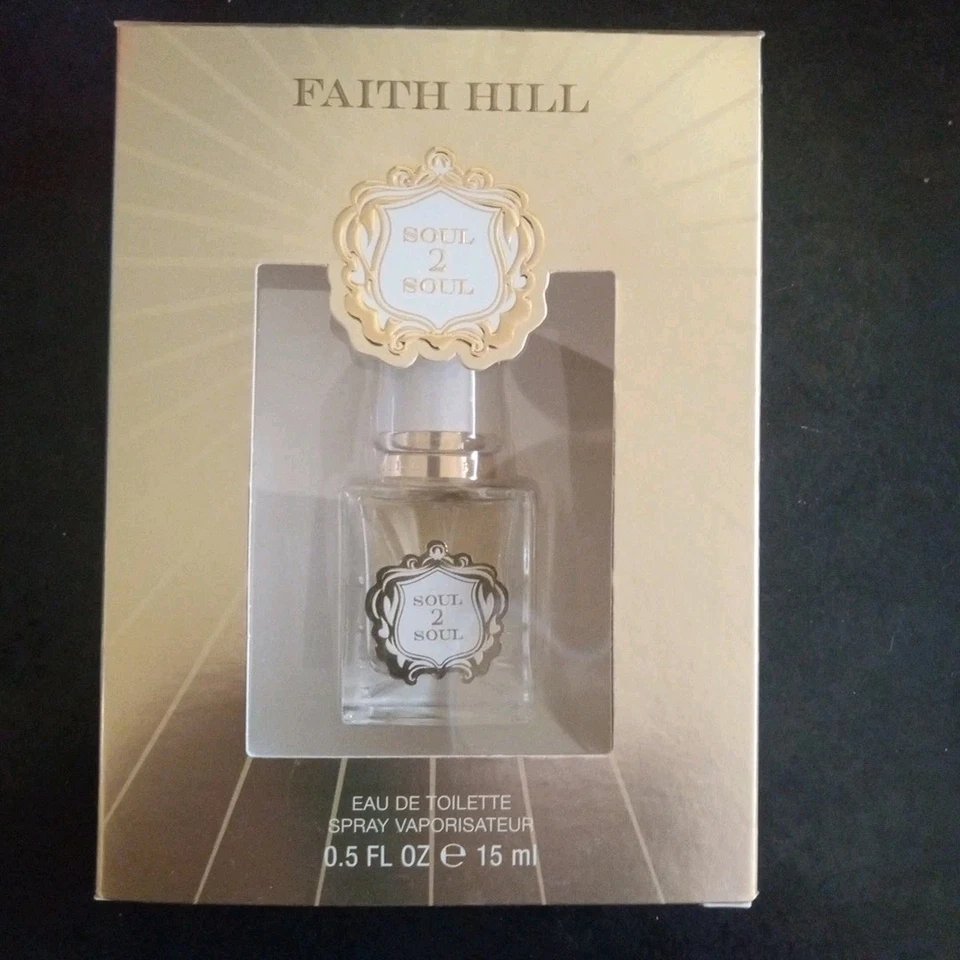 FAITH HILL
SOUL
2
SOUL
SOUL
2
SOUL
EAU DE TOILETTE
SPRAY VAPORISATEUR
0.5 FL OZ ℮ 15 ml